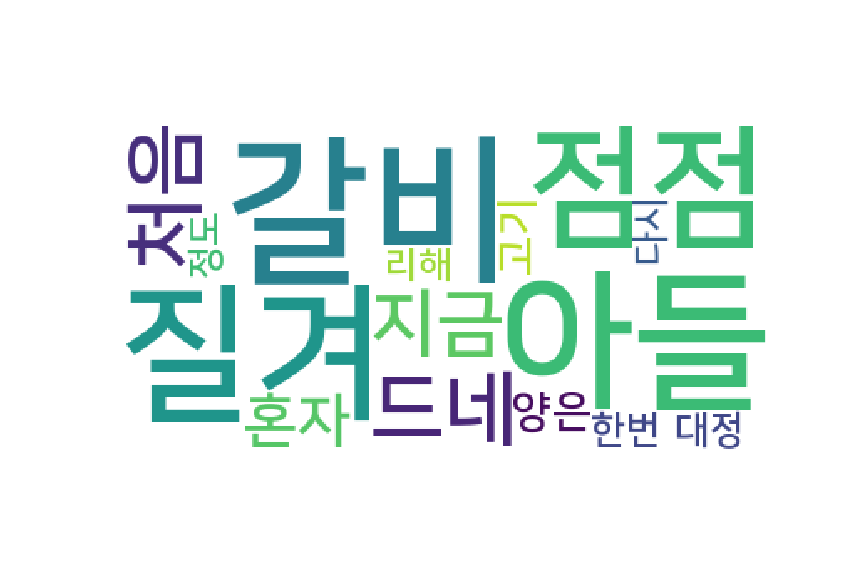 처음
갈비
점점
정도
리해
고기
다시
질겨
지금
아들
혼자
드네
양은
한번 대정